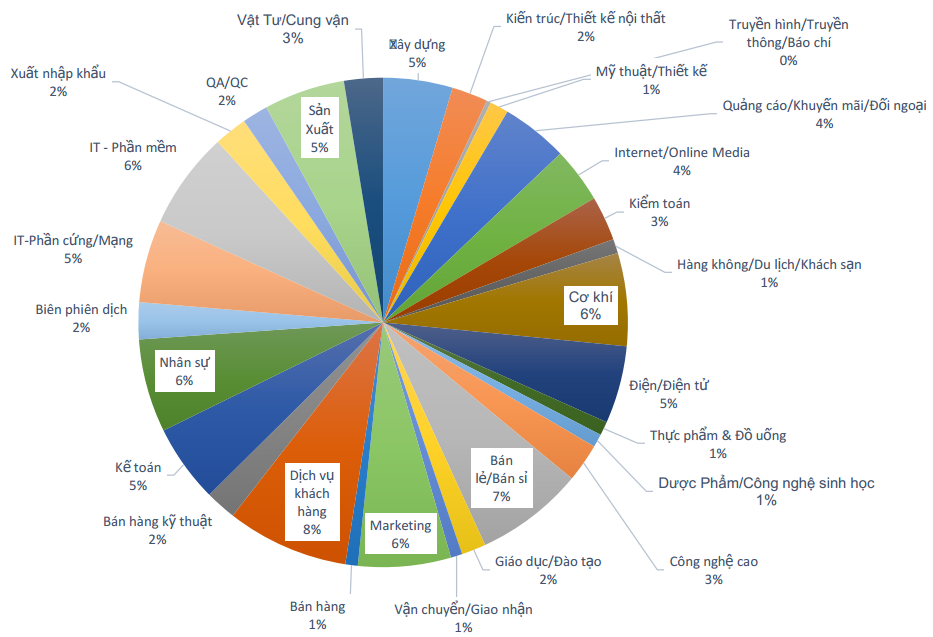 Vật Tư/Cung vận
3%
Xây dựng
5%
Kiến trúc/Thiết kế nội thất
2%
Truyền hình/Truyền
thông/Báo chí
0%
Mỹ thuật/Thiết kế
1%
Quảng cáo/Khuyến mãi/Đối ngoại
4%
Internet/Online Media
4%
Kiểm toán
3%
Hàng không/Du lịch/Khách sạn
1%
Cơ khí
6%
Điện/Điện tử
5%
Thực phẩm & Đồ uống
1%
Dược Phẩm/Công nghệ sinh học
1%
Công nghệ cao
3%
Bán
lẻ/Bán sỉ
7%
Giáo dục/Đào tạo
2%
Vận chuyển/Giao nhận
1%
Marketing
6%
Bán hàng
1%
Dịch vụ
khách
hàng
8%
Bán hàng kỹ thuật
2%
Kế toán
5%
Nhân sự
6%
Biên phiên dịch
2%
IT-Phần cứng/Mạng
5%
IT - Phần mềm
6%
Xuất nhập khẩu
2%
QA/QC
2%
Sản
Xuất
5%